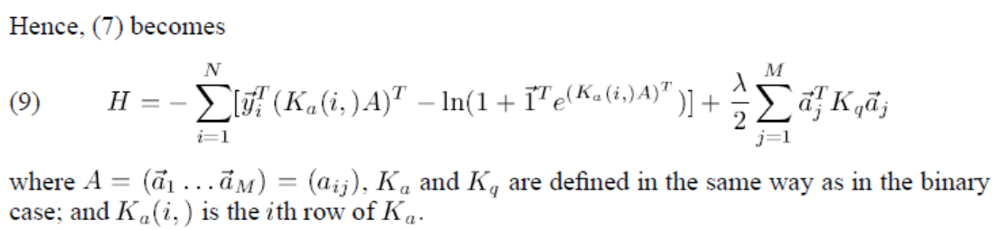 Hence, (7) becomes
(9) $H = -\sum_{i=1}^{N}[\vec{y}_i^T(K_a(i,)A)^T - \ln(1 + \vec{1}^T e^{(K_a(i,)A)^T})] + \frac{\lambda}{2}\sum_{j=1}^{M}\vec{a}_j^T K_q \vec{a}_j$
where $A = (\vec{a}_1 \ldots \vec{a}_M) = (a_{ij})$, $K_a$ and $K_q$ are defined in the same way as in the binary
case; and $K_a(i,)$ is the $i$th row of $K_a$.